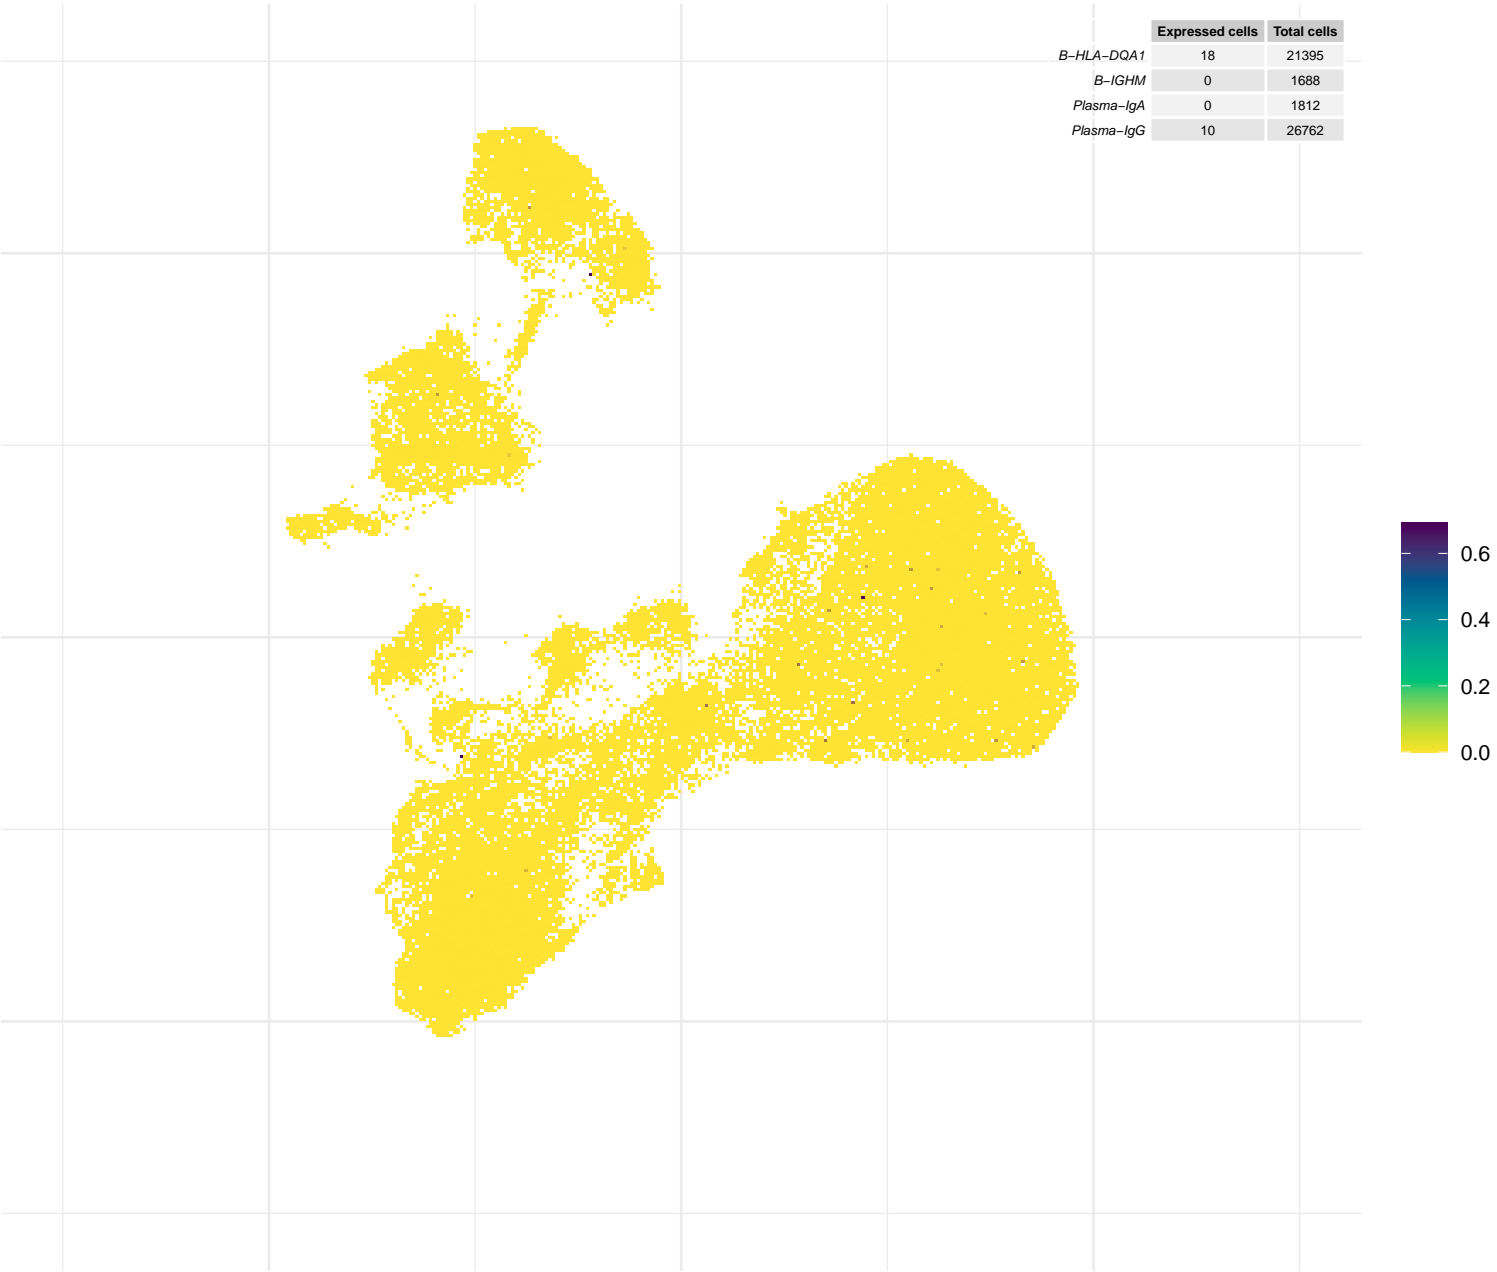 Expressed cells Total cells
B−HLA−DQA1 18 21395
B−IGHM 0 1688
Plasma−IgA 0 1812
Plasma−IgG 10 26762
0.6
0.4
0.2
0.0